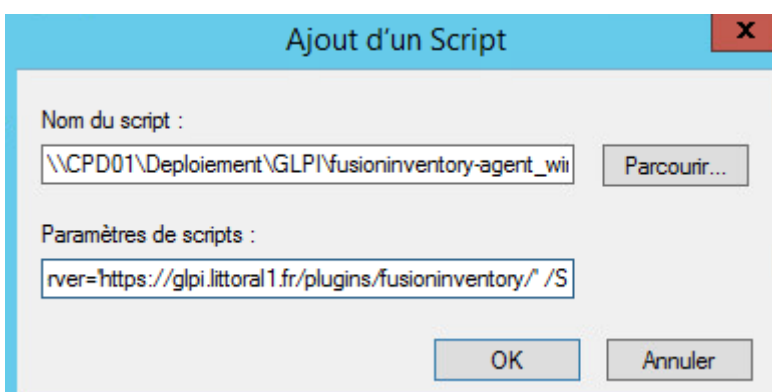 Ajout d'un Script
x
Nom du script :
\\CPD01\Deploiement\GLPI\fusioninventory-agent_wi
Parcourir...
Paramètres de scripts :
rver='https://glpi.littoral1.fr/plugins/fusioninventory/" /S
OK
Annuler